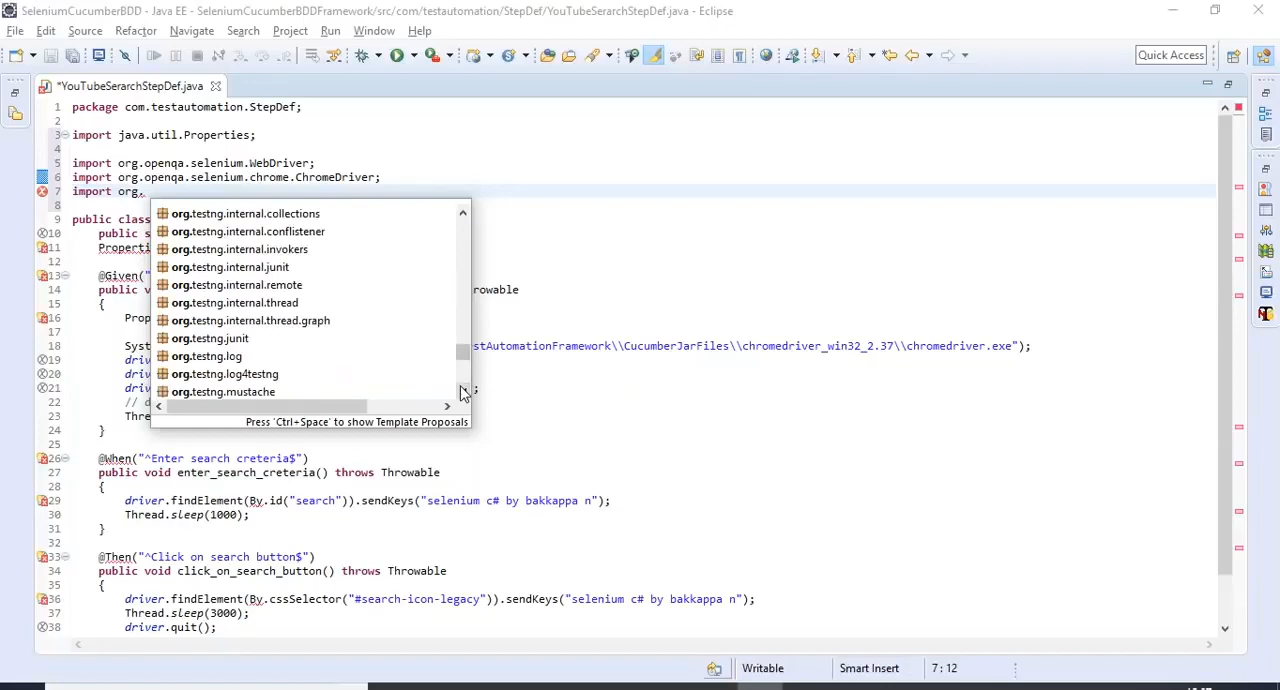 SeleniumCucumberBDD - Java EE - SeleniumCucumberBDDFramework/src/com/testautomation/StepDef/YouTubeSerarchStepDef.java - Eclipse
File Edit Source Refactor Navigate Search Project Run Window Help
Quick Access
*YouTubeSerarchStepDef.java
1 package com.testautomation.StepDef;
2
3 import java.util.Properties;
4
5 import org.openqa.selenium.WebDriver;
6 import org.openqa.selenium.chrome.ChromeDriver;
7 import org.
8
9 public class
10 public s
11 Properti
12
13 @Given("
14 public v rowable
15 {
16 Prop
17
18 Syst stAutomationFramework\\CucumberJarFiles\\chromedriver_win32_2.37\\chromedriver.exe");
19 driv
20 driv
21 driv ;
22 // d
23 Thre
24 }
25
26 @When("^Enter search creteria$")
27 public void enter_search_creteria() throws Throwable
28 {
29 driver.findElement(By.id("search")).sendKeys("selenium c# by bakkappa n");
30 Thread.sleep(1000);
31 }
32
33 @Then("^Click on search button$")
34 public void click_on_search_button() throws Throwable
35 {
36 driver.findElement(By.cssSelector("#search-icon-legacy")).sendKeys("selenium c# by bakkappa n");
37 Thread.sleep(3000);
38 driver.quit();
org.testng.internal.collections
org.testng.internal.conflistener
org.testng.internal.invokers
org.testng.internal.junit
org.testng.internal.remote
org.testng.internal.thread
org.testng.internal.thread.graph
org.testng.junit
org.testng.log
org.testng.log4testng
org.testng.mustache
Press 'Ctrl+Space' to show Template Proposals
Writable Smart Insert 7 : 12